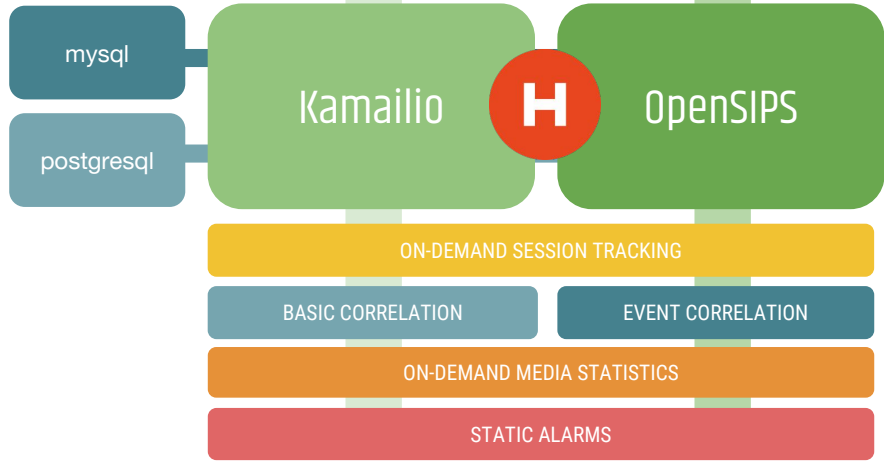 mysql
Kamailio
H
OpenSIPS
postgresql
ON-DEMAND SESSION TRACKING
BASIC CORRELATION
EVENT CORRELATION
ON-DEMAND MEDIA STATISTICS
STATIC ALARMS